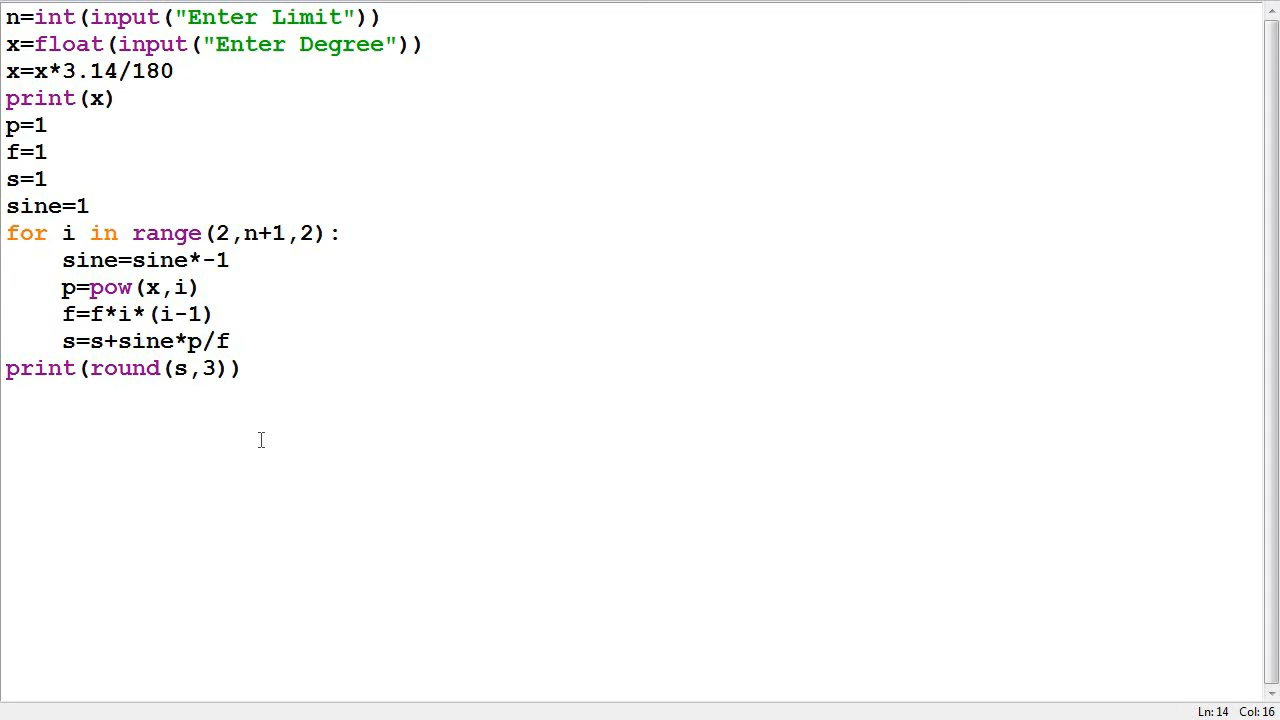 n=int(input("Enter Limit"))
x=float(input("Enter Degree"))
x=x*3.14/180
print(x)
p=1
f=1
s=1
sine=1
for i in range(2,n+1,2):
    sine=sine*-1
    p=pow(x,i)
    f=f*i*(i-1)
    s=s+sine*p/f
print(round(s,3))
Ln: 14 Col: 16